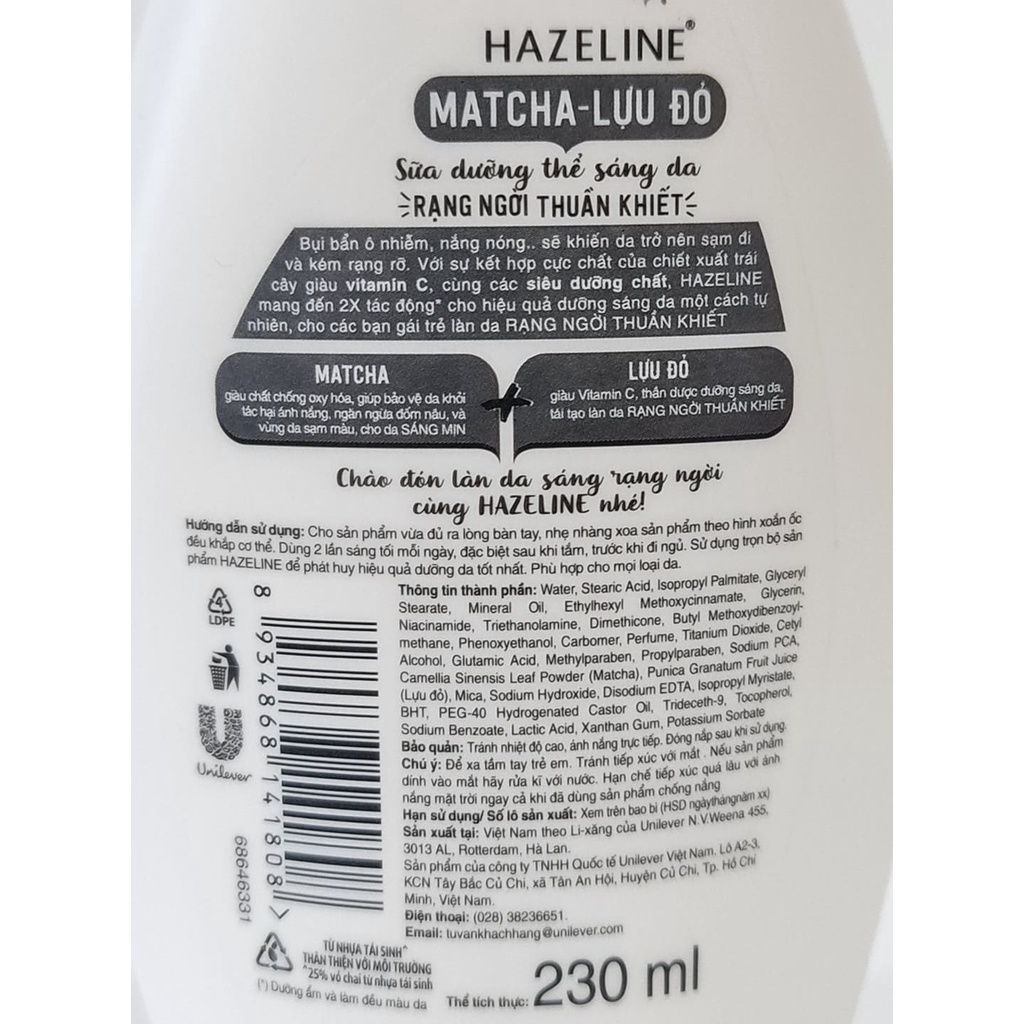 HAZELINE®
MATCHA-LỰU ĐỎ
Sữa dưỡng thể sáng da
RẠNG NGỜI THUẦN KHIẾT
Bụi bẩn ô nhiễm, nắng nóng.. sẽ khiến da trở nên sạm đi
và kém rạng rỡ. Với sự kết hợp cực chất của chiết xuất trái
cây giàu vitamin C, cùng các siêu dưỡng chất, HAZELINE
mang đến 2X tác động* cho hiệu quả dưỡng sáng da một cách tự
nhiên, cho các bạn gái trẻ làn da RẠNG NGỜI THUẦN KHIẾT
MATCHA
giàu chất chống oxy hóa, giúp bảo vệ da khỏi
tác hại ánh nắng, ngăn ngừa đốm nâu, và
vùng da sạm màu, cho da SÁNG MỊN
+
LỰU ĐỎ
giàu Vitamin C, thần dược dưỡng sáng da,
tái tạo làn da RẠNG NGỜI THUẦN KHIẾT
Chào đón làn da sáng rạng ngời
cùng HAZELINE nhé!
Hướng dẫn sử dụng: Cho sản phẩm vừa đủ ra lòng bàn tay, nhẹ nhàng xoa sản phẩm theo hình xoắn ốc
đều khắp cơ thể. Dùng 2 lần sáng tối mỗi ngày, đặc biệt sau khi tắm, trước khi đi ngủ. Sử dụng trọn bộ sản
phẩm HAZELINE để phát huy hiệu quả dưỡng da tốt nhất. Phù hợp cho mọi loại da.
4
LDPE
Unilever
8 934868 141808 >
68646331
Thông tin thành phần: Water, Stearic Acid, Isopropyl Palmitate, Glyceryl
Stearate, Mineral Oil, Ethylhexyl Methoxycinnamate, Glycerin,
Niacinamide, Triethanolamine, Dimethicone, Butyl Methoxydibenzoyl-
methane, Phenoxyethanol, Carbomer, Perfume, Titanium Dioxide, Cetyl
Alcohol, Glutamic Acid, Methylparaben, Propylparaben, Sodium PCA,
Camellia Sinensis Leaf Powder (Matcha), Punica Granatum Fruit Juice
(Lựu đỏ), Mica, Sodium Hydroxide, Disodium EDTA, Isopropyl Myristate,
BHT, PEG-40 Hydrogenated Castor Oil, Trideceth-9, Tocopherol,
Sodium Benzoate, Lactic Acid, Xanthan Gum, Potassium Sorbate
Bảo quản: Tránh nhiệt độ cao, ánh nắng trực tiếp. Đóng nắp sau khi sử dụng.
Chú ý: Để xa tầm tay trẻ em. Tránh tiếp xúc với mắt . Nếu sản phẩm
dính vào mắt hãy rửa kĩ với nước. Hạn chế tiếp xúc quá lâu với ánh
nắng mặt trời ngay cả khi đã dùng sản phẩm chống nắng
Hạn sử dụng/ Số lô sản xuất: Xem trên bao bì (HSD ngàythángnăm xx)
Sản xuất tại: Việt Nam theo Li-xăng của Unilever N.V.Weena 455,
3013 AL, Rotterdam, Hà Lan.
Sản phẩm của công ty TNHH Quốc tế Unilever Việt Nam. Lô A2-3,
KCN Tây Bắc Củ Chi, xã Tân An Hội, Huyện Củ Chi, Tp. Hồ Chí
Minh, Việt Nam.
Điện thoại: (028) 38236651.
Email: tuvankhachhang@unilever.com
TỪ NHỰA TÁI SINH^
THÂN THIỆN VỚI MÔI TRƯỜNG
^25% vỏ chai từ nhựa tái sinh
(*) Dưỡng ẩm và làm đều màu da
Thể tích thực: 230 ml